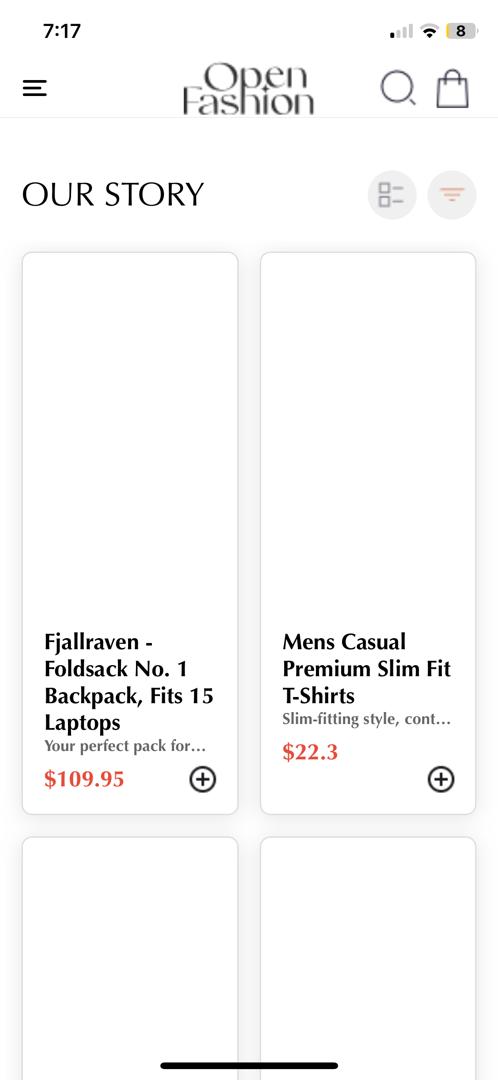 7:17
8
Open
Fashion
OUR STORY
Fjallraven -
Foldsack No. 1
Backpack, Fits 15
Laptops
Your perfect pack for...
$109.95
Mens Casual
Premium Slim Fit
T-Shirts
Slim-fitting style, cont...
$22.3